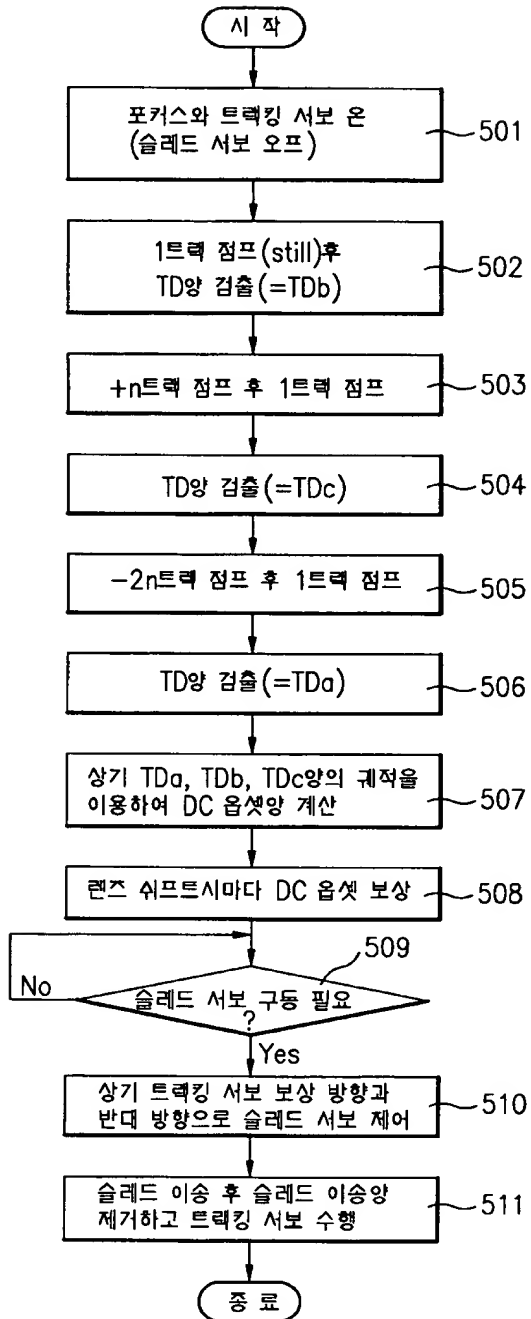 시 작
포커스와 트랙킹 서보 온
(슬레드 서보 오프)
501
1트랙 점프(still)후
TD양 검출(=TDb)
502
+n트랙 점프 후 1트랙 점프
503
TD양 검출(=TDc)
504
-2n트랙 점프 후 1트랙 점프
505
TD양 검출(=TDa)
506
상기 TDa, TDb, TDc양의 궤적을
이용하여 DC 옵셋양 계산
507
렌즈 쉬프트시마다 DC 옵셋 보상
508
509
No
슬레드 서보 구동 필요
?
Yes
상기 트랙킹 서보 보상 방향과
반대 방향으로 슬레드 서보 제어
510
슬레드 이송 후 슬레드 이송양
제거하고 트랙킹 서보 수행
511
종 료